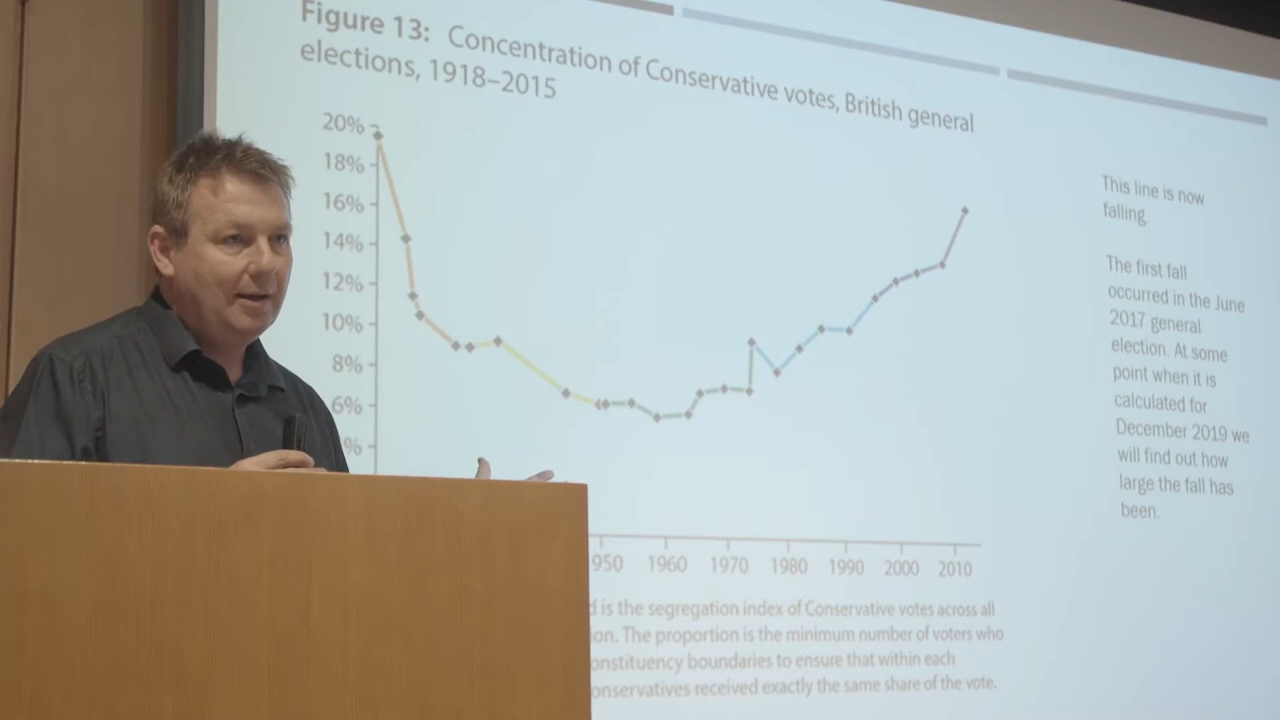 Figure 13: Concentration of Conservative votes, British general
elections, 1918–2015
20%
18%
16%
14%
12%
10%
8%
6%
%
950 1960 1970 1980 1990 2000 2010
is the segregation index of Conservative votes across all
The proportion is the minimum number of voters who
onstituency boundaries to ensure that within each
onservatives received exactly the same share of the vote.
This line is now
falling.
The first fall
occurred in the June
2017 general
election. At some
point when it is
calculated for
December 2019 we
will find out how
large the fall has
been.